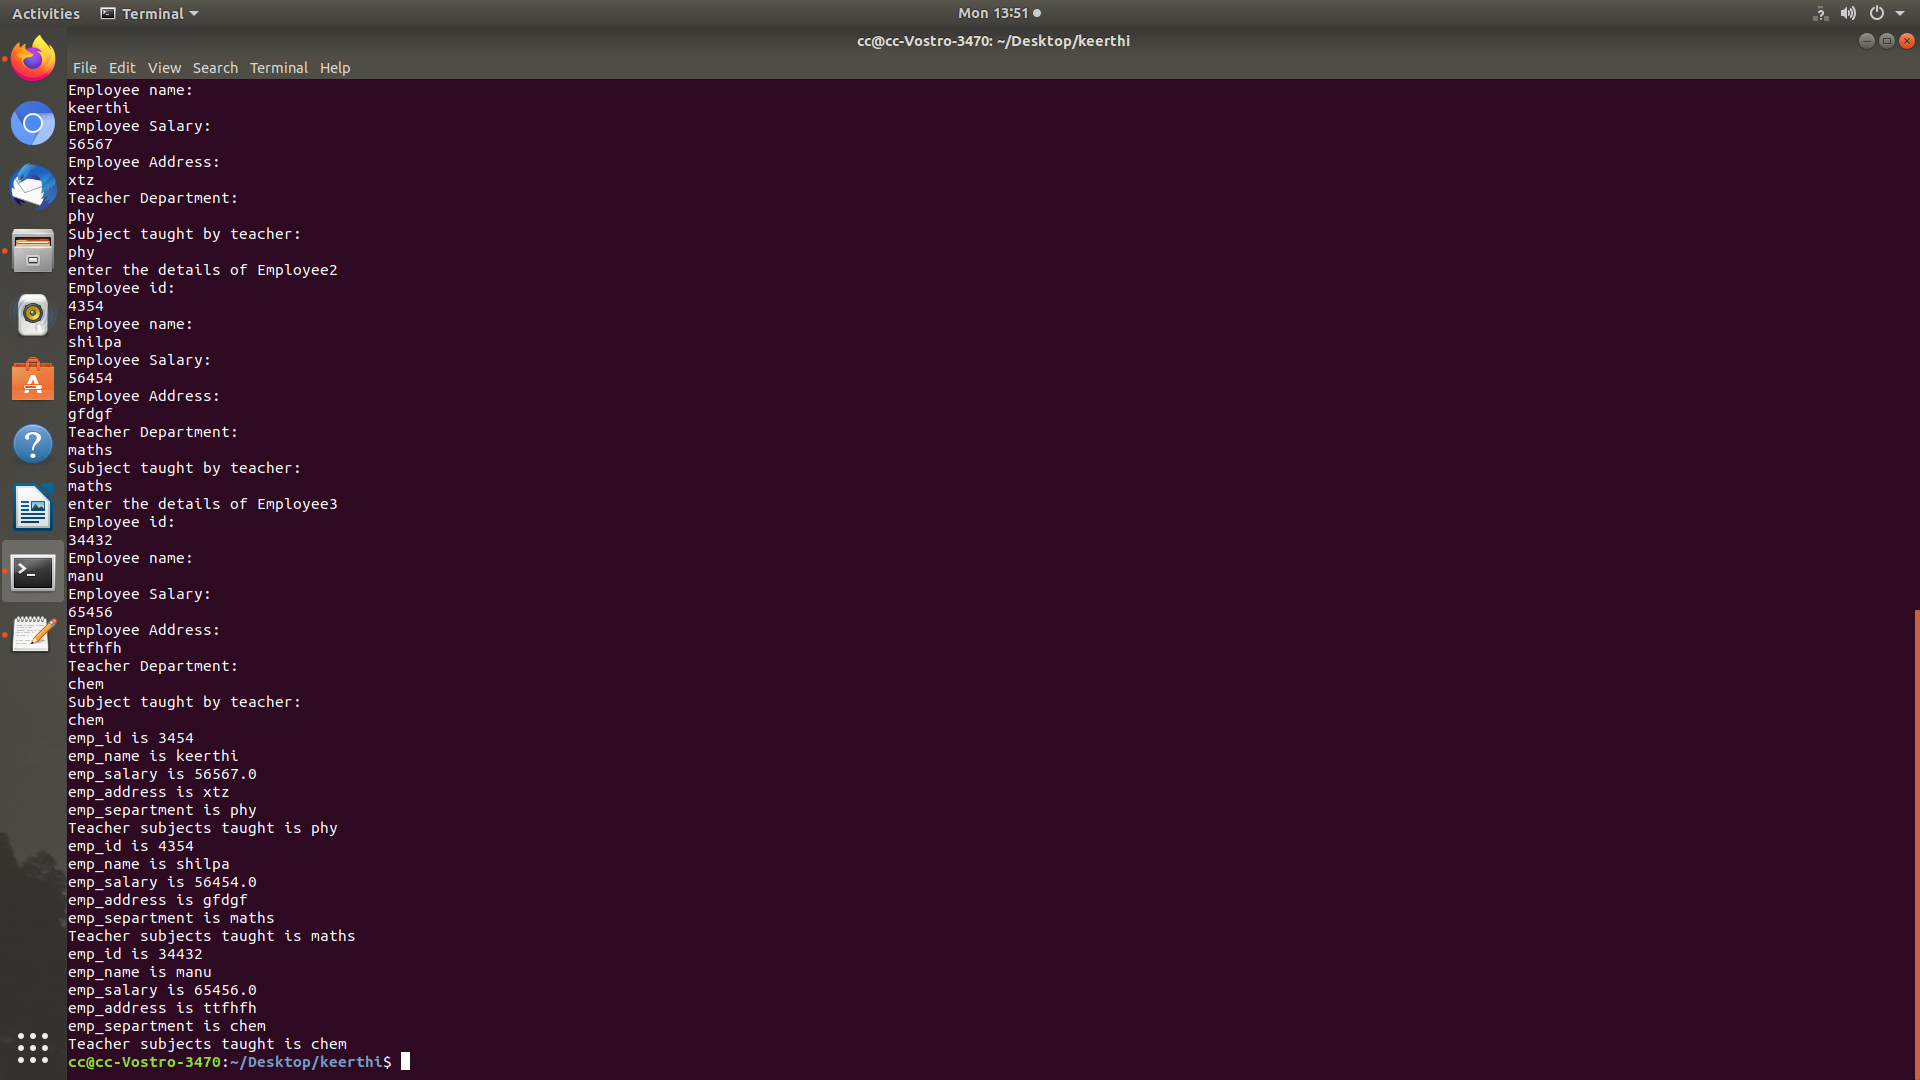 Activities Terminal Mon 13:51
cc@cc-Vostro-3470: ~/Desktop/keerthi
File Edit View Search Terminal Help
Employee name:
keerthi
Employee Salary:
56567
Employee Address:
xtz
Teacher Department:
phy
Subject taught by teacher:
phy
enter the details of Employee2
Employee id:
4354
Employee name:
shilpa
Employee Salary:
56454
Employee Address:
gfdgf
Teacher Department:
maths
Subject taught by teacher:
maths
enter the details of Employee3
Employee id:
34432
Employee name:
manu
Employee Salary:
65456
Employee Address:
ttfhfh
Teacher Department:
chem
Subject taught by teacher:
chem
emp_id is 3454
emp_name is keerthi
emp_salary is 56567.0
emp_address is xtz
emp_separtment is phy
Teacher subjects taught is phy
emp_id is 4354
emp_name is shilpa
emp_salary is 56454.0
emp_address is gfdgf
emp_separtment is maths
Teacher subjects taught is maths
emp_id is 34432
emp_name is manu
emp_salary is 65456.0
emp_address is ttfhfh
emp_separtment is chem
Teacher subjects taught is chem
cc@cc-Vostro-3470:~/Desktop/keerthi$